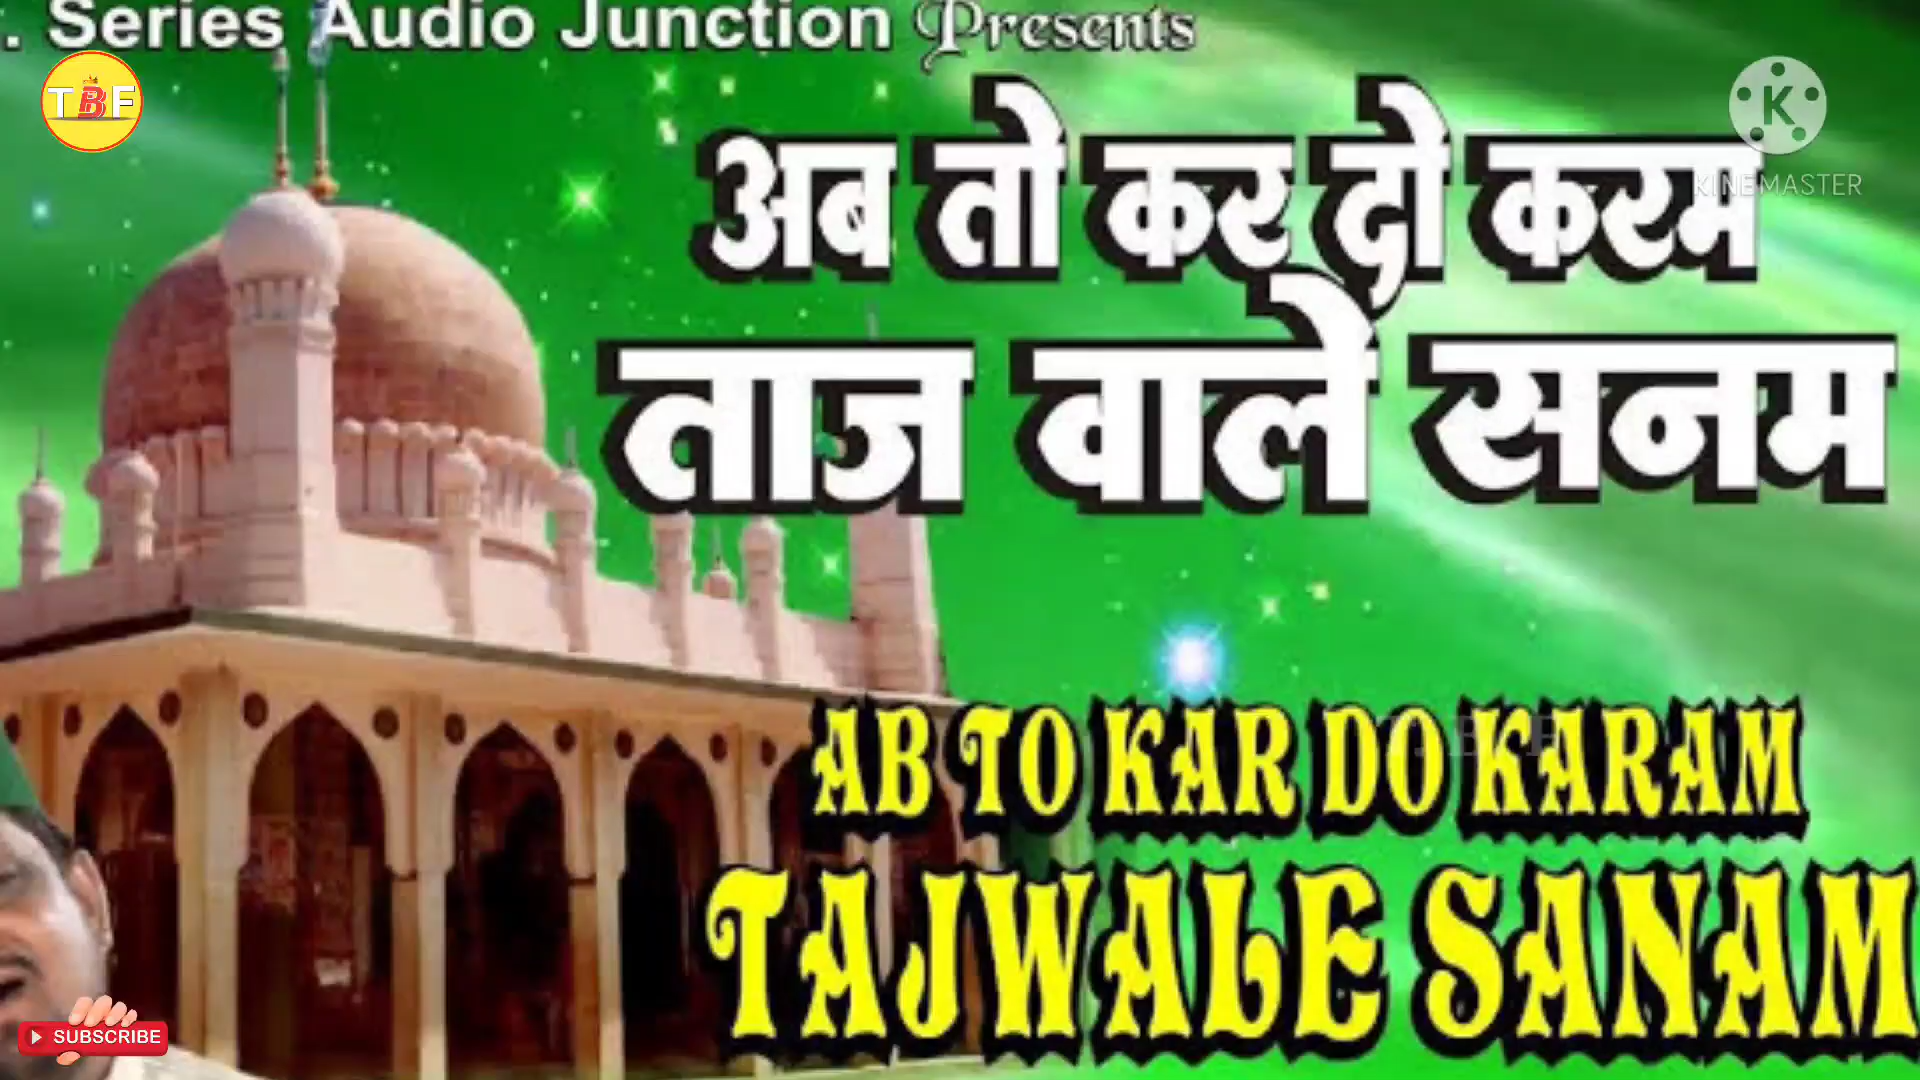 . Series Audio Junction Presents
TBF
K
KINEMASTER
अब तो कर दो करम
ताज वाले सनम
AB TO KAR DO KARAM
TAJWALE SANAM
SUBSCRIBE